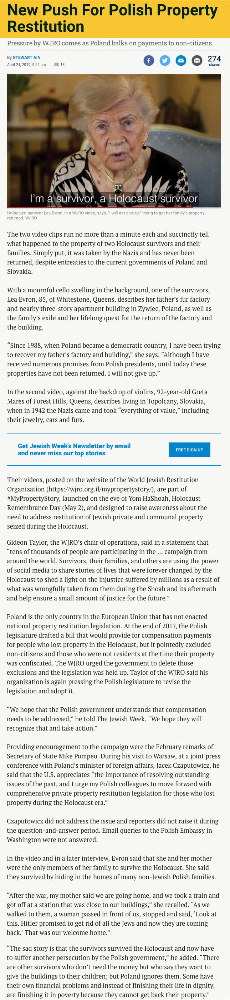 New Push For Polish Property
Restitution
Pressure by WJRO comes as Poland balks on payments to non-citizens.
By STEWART AIN
April 24, 2019, 9:22 am | 13
274
shares
I'm a survivor, a Holocaust survivor
Holocaust survivor Lea Evron, in a WJRO video, says, "I will not give up" trying to get her family's property
returned. WJRO
The two video clips run no more than a minute each and succinctly tell
what happened to the property of two Holocaust survivors and their
families. Simply put, it was taken by the Nazis and has never been
returned, despite entreaties to the current governments of Poland and
Slovakia.
With a mournful cello swelling in the background, one of the survivors,
Lea Evron, 85, of Whitestone, Queens, describes her father's fur factory
and nearby three-story apartment building in Zywiec, Poland, as well as
the family's exile and her lifelong quest for the return of the factory and
the building.
“Since 1988, when Poland became a democratic country, I have been trying
to recover my father's factory and building,” she says. “Although I have
received numerous promises from Polish presidents, until today these
properties have not been returned. I will not give up.”
In the second video, against the backdrop of violins, 92-year-old Greta
Mares of Forest Hills, Queens, describes living in Topolcany, Slovakia,
when in 1942 the Nazis came and took “everything of value,” including
their jewelry, cars and furs.
Get Jewish Week's Newsletter by email
and never miss our top stories
FREE SIGN UP
Their videos, posted on the website of the World Jewish Restitution
Organization (https://wjro.org.il/mypropertystory/), are part of
#MyPropertyStory, launched on the eve of Yom HaShoah, Holocaust
Remembrance Day (May 2), and designed to raise awareness about the
need to address restitution of Jewish private and communal property
seized during the Holocaust.
Gideon Taylor, the WJRO's chair of operations, said in a statement that
“tens of thousands of people are participating in the … campaign from
around the world. Survivors, their families, and others are using the power
of social media to share stories of lives that were forever changed by the
Holocaust to shed a light on the injustice suffered by millions as a result of
what was wrongfully taken from them during the Shoah and its aftermath
and help ensure a small amount of justice for the future.”
Poland is the only country in the European Union that has not enacted
national property restitution legislation. At the end of 2017, the Polish
legislature drafted a bill that would provide for compensation payments
for people who lost property in the Holocaust, but it pointedly excluded
non-citizens and those who were not residents at the time their property
was confiscated. The WJRO urged the government to delete those
exclusions and the legislation was held up. Taylor of the WJRO said his
organization is again pressing the Polish legislature to revise the
legislation and adopt it.
“We hope that the Polish government understands that compensation
needs to be addressed,” he told The Jewish Week. “We hope they will
recognize that and take action.”
Providing encouragement to the campaign were the February remarks of
Secretary of State Mike Pompeo. During his visit to Warsaw, at a joint press
conference with Poland's minister of foreign affairs, Jacek Czaputowicz, he
said that the U.S. appreciates “the importance of resolving outstanding
issues of the past, and I urge my Polish colleagues to move forward with
comprehensive private property restitution legislation for those who lost
property during the Holocaust era.”
Czaputowicz did not address the issue and reporters did not raise it during
the question-and-answer period. Email queries to the Polish Embassy in
Washington were not answered.
In the video and in a later interview, Evron said that she and her mother
were the only members of her family to survive the Holocaust. She said
they survived by hiding in the homes of many non-Jewish Polish families.
“After the war, my mother said we are going home, and we took a train and
got off at a station that was close to our buildings,” she recalled. “As we
walked to them, a woman passed in front of us, stopped and said, ‘Look at
this. Hitler promised to get rid of all the Jews and now they are coming
back.’ That was our welcome home.”
“The sad story is that the survivors survived the Holocaust and now have
to suffer another persecution by the Polish government,” he added. “There
are other survivors who don't need the money but who say they want to
give the buildings to their children; but Poland ignores them. Some have
their own financial problems and instead of finishing their life in dignity,
are finishing it in poverty because they cannot get back their property.”